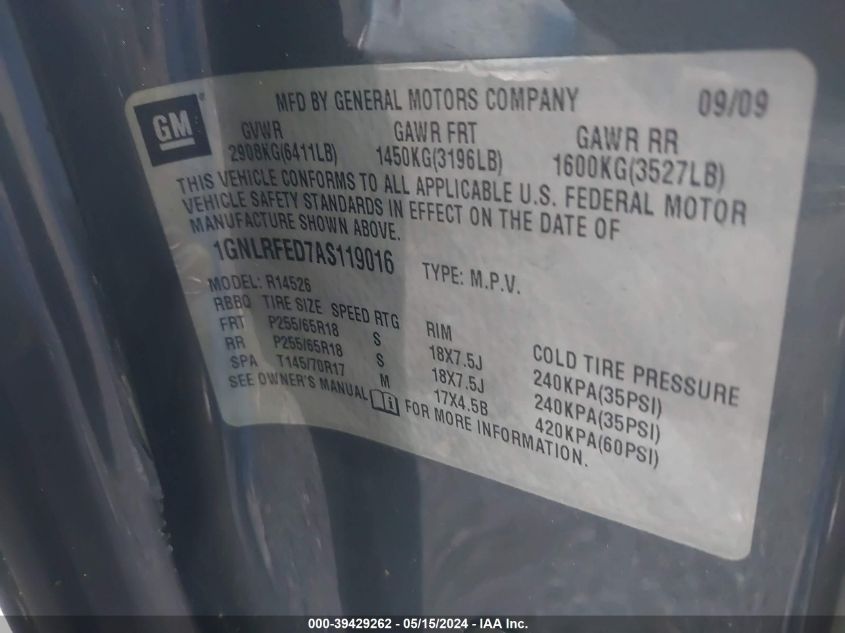 GM®
MFD BY GENERAL MOTORS COMPANY 09/09
GVWR GAWR FRT GAWR RR
2908KG(6411LB) 1450KG(3196LB) 1600KG(3527LB)
THIS VEHICLE CONFORMS TO ALL APPLICABLE U.S. FEDERAL MOTOR
VEHICLE SAFETY STANDARDS IN EFFECT ON THE DATE OF
MANUFACTURE SHOWN ABOVE.
1GNLRFED7AS119016 TYPE: M.P.V.
MODEL: R14526
RBBQ TIRE SIZE SPEED RTG RIM COLD TIRE PRESSURE
FRT P255/65R18 S 18X7.5J 240KPA(35PSI)
RR P255/65R18 S 18X7.5J 240KPA(35PSI)
SPA T145/70R17 M 17X4.5B 420KPA(60PSI)
SEE OWNER'S MANUAL i FOR MORE INFORMATION.
000-39429262 - 05/15/2024 - IAA Inc.